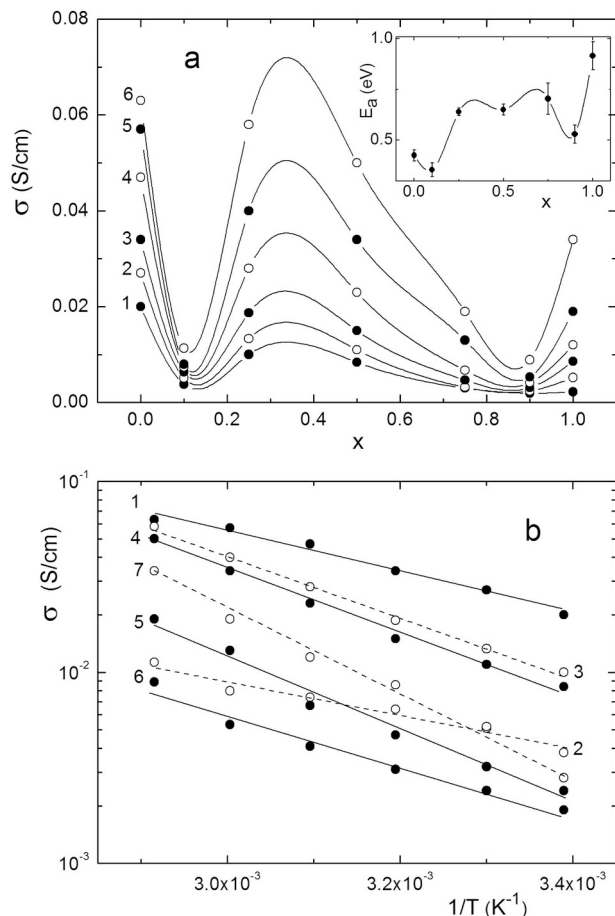 0.08
0.06
0.04
0.02
0.00
σ (S/cm)
a
6
5
4
3
2
1
0.0 0.2 0.4 0.6 0.8 1.0
x
1.0
0.5
E_a (eV)
0.0 0.5 1.0
x
10⁻¹
10⁻²
10⁻³
σ (S/cm)
b
1
4
7
5
6
3
2
3.0x10⁻³ 3.2x10⁻³ 3.4x10⁻³
1/T (K⁻¹)